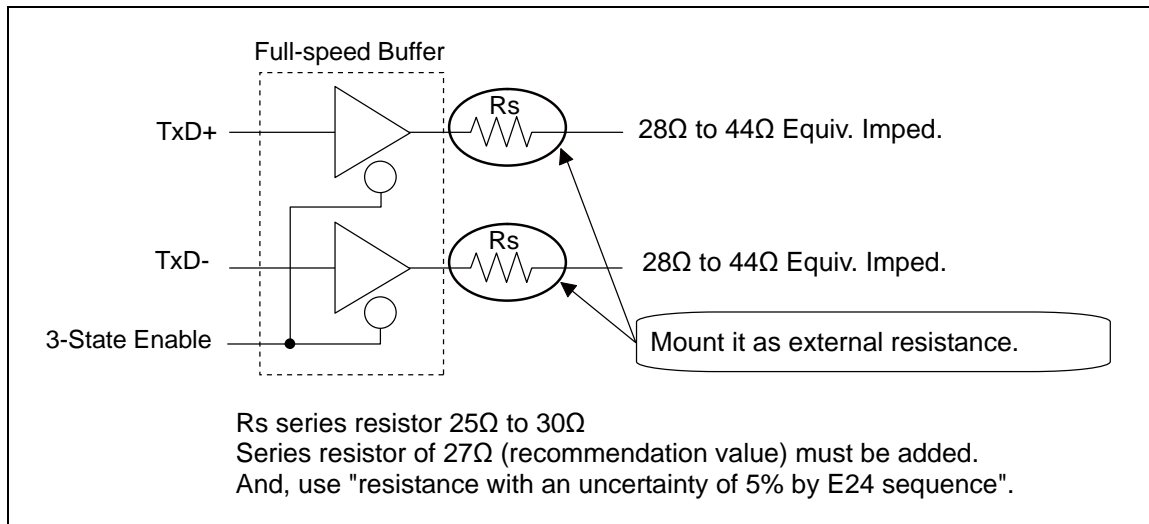 Full-speed Buffer
Rs
TxD+
28Ω to 44Ω Equiv. Imped.
Rs
TxD-
28Ω to 44Ω Equiv. Imped.
3-State Enable
Mount it as external resistance.
Rs series resistor 25Ω to 30Ω
Series resistor of 27Ω (recommendation value) must be added.
And, use "resistance with an uncertainty of 5% by E24 sequence".